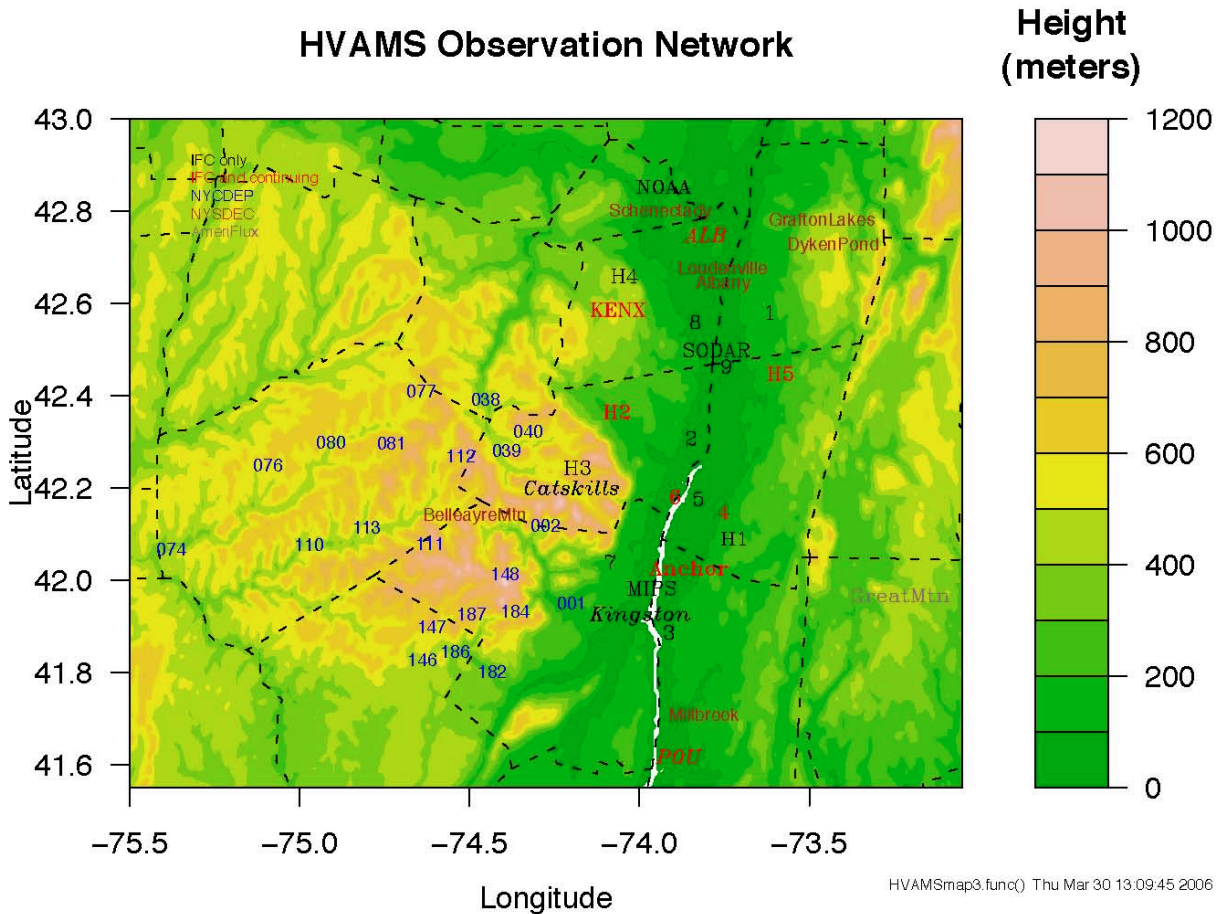 HVAMS Observation Network
Height
(meters)
43.0
42.8
42.6
42.4
42.2
42.0
41.8
41.6
Latitude
IFC only
IFC and continuing
NYCDEP
NYSDEC
AmeriFlux
NOAA
Schenectady
ALB
GraftonLakes
DykenPond
Loudonville
Albany
H4
KENX
1
8
SODAR
9
H5
077
038
H2
040
039
2
080
081
112
076
H3
Catskills
6
5
4
BelleayreMtn
002
113
110
111
H1
074
7
Anchor
148
MIPS
GreatMtn
001
Kingston
187
184
147
3
186
146
182
Millbrook
POU
−75.5
−75.0
−74.5
−74.0
−73.5
Longitude
1200
1000
800
600
400
200
0
HVAMSmap3.func() Thu Mar 30 13:09:45 2006